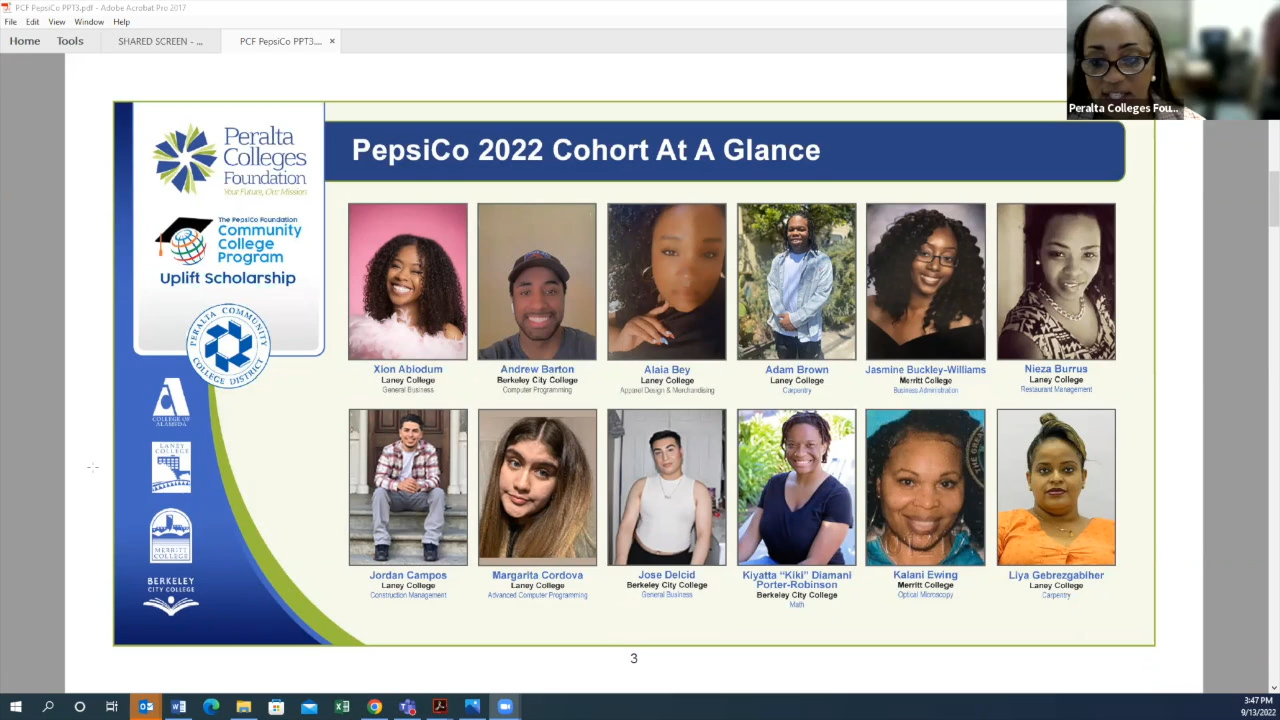 PCF PepsiCo PPT3.pdf - Adobe Acrobat Pro 2017
File Edit View Window Help
Home Tools SHARED SCREEN - ... PCF PepsiCo PPT3.... ×
Peralta Colleges Fou...
Peralta
Colleges
Foundation
Your Future, Our Mission
PepsiCo 2022 Cohort At A Glance
The PepsiCo Foundation
Community
College
Program
Uplift Scholarship
PERALTA COMMUNITY
COLLEGE DISTRICT
COLLEGE OF
ALAMEDA
LANEY
COLLEGE
MERRITT
COLLEGE
BERKELEY
CITY COLLEGE
Xion Abiodum
Laney College
General Business
Andrew Barton
Berkeley City College
Computer Programming
Alaia Bey
Laney College
Apparel Design & Merchandising
Adam Brown
Laney College
Carpentry
Jasmine Buckley-Williams
Merritt College
Business Administration
Nieza Burrus
Laney College
Restaurant Management
Jordan Campos
Laney College
Construction Management
Margarita Cordova
Laney College
Advanced Computer Programming
Jose Delcid
Berkeley City College
General Business
Kiyatta “Kiki” Diamani
Porter-Robinson
Berkeley City College
Math
Kalani Ewing
Merritt College
Optical Microscopy
Liya Gebrezgabiher
Laney College
Carpentry
3
3:47 PM
9/13/2022